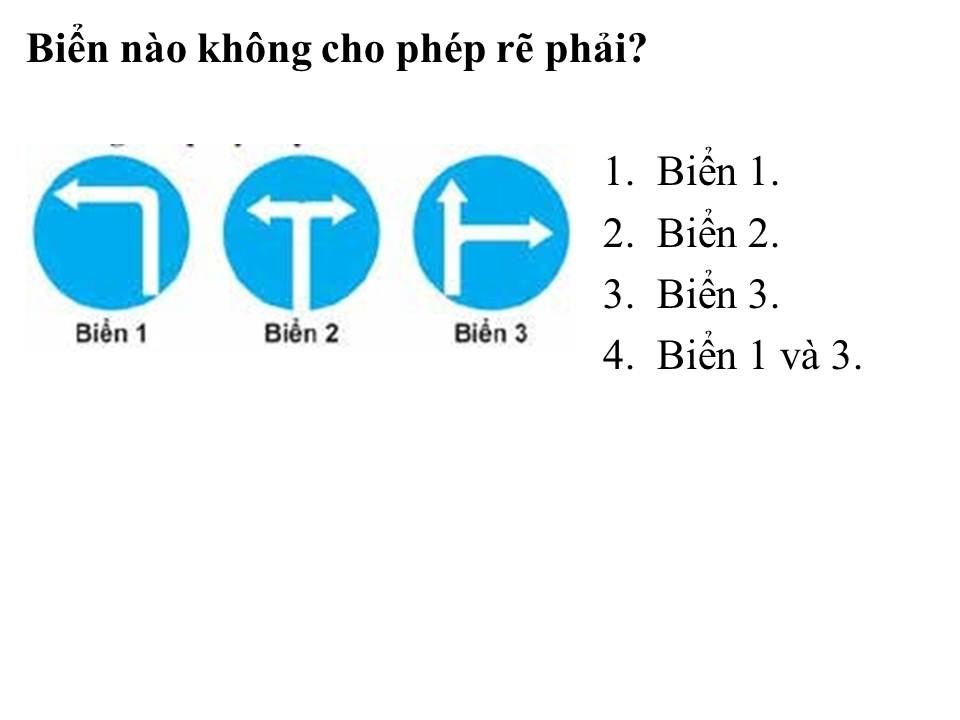 Biển nào không cho phép rẽ phải?
1. Biển 1.
2. Biển 2.
3. Biển 3.
4. Biển 1 và 3.
Biển 1
Biển 2
Biển 3